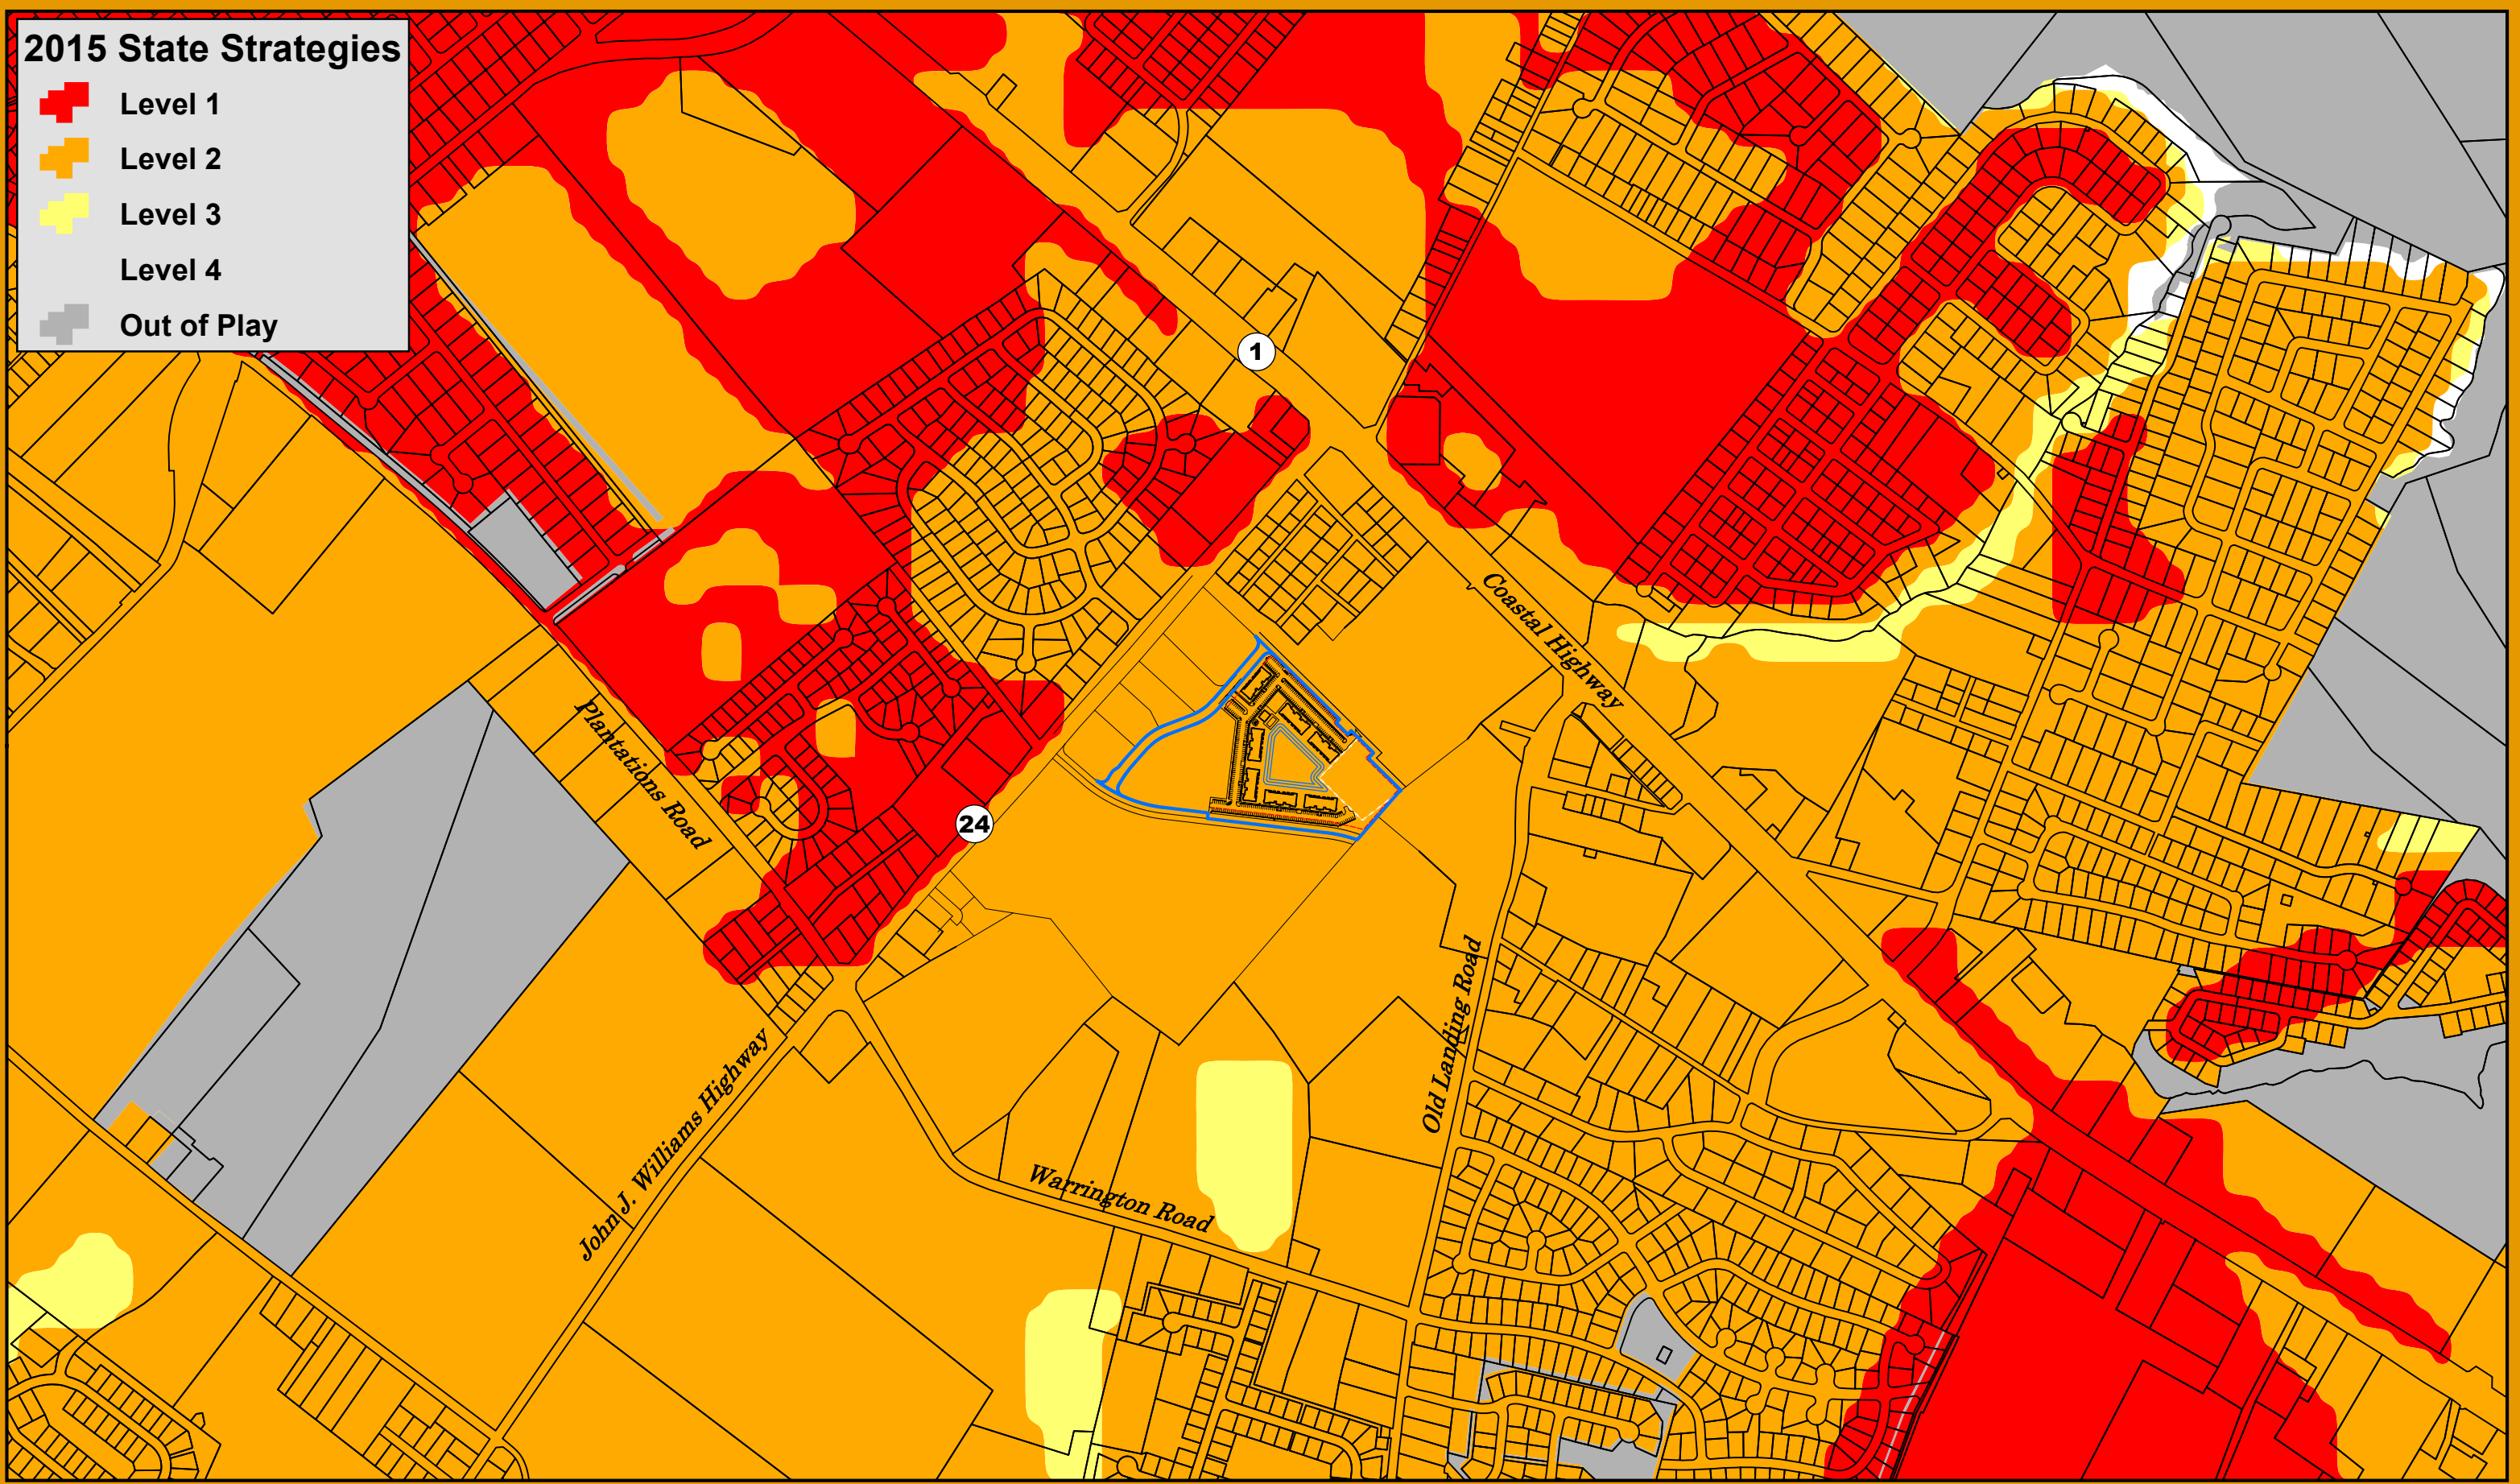 2015 State Strategies
Level 1
Level 2
Level 3
Level 4
Out of Play
1
Coastal Highway
Plantations Road
24
Old Landing Road
John J. Williams Highway
Warrington Road